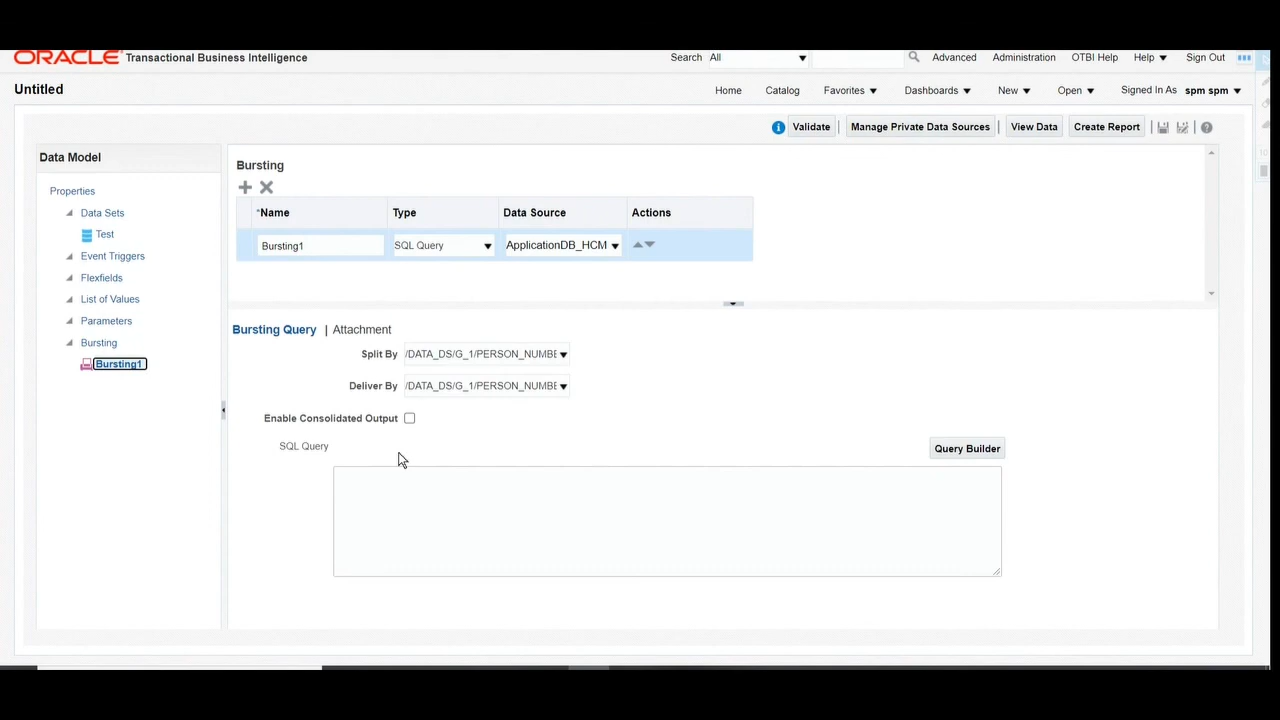 ORACLE Transactional Business Intelligence Search All Advanced Administration OTBI Help Help Sign Out
Untitled Home Catalog Favorites Dashboards New Open Signed In As spm spm
Validate Manage Private Data Sources View Data Create Report
Data Model
Properties
Data Sets
Test
Event Triggers
Flexfields
List of Values
Parameters
Bursting
Bursting1
Bursting
*Name Type Data Source Actions
Bursting1 SQL Query ApplicationDB_HCM
Bursting Query | Attachment
Split By /DATA_DS/G_1/PERSON_NUMBE
Deliver By /DATA_DS/G_1/PERSON_NUMBE
Enable Consolidated Output
SQL Query Query Builder